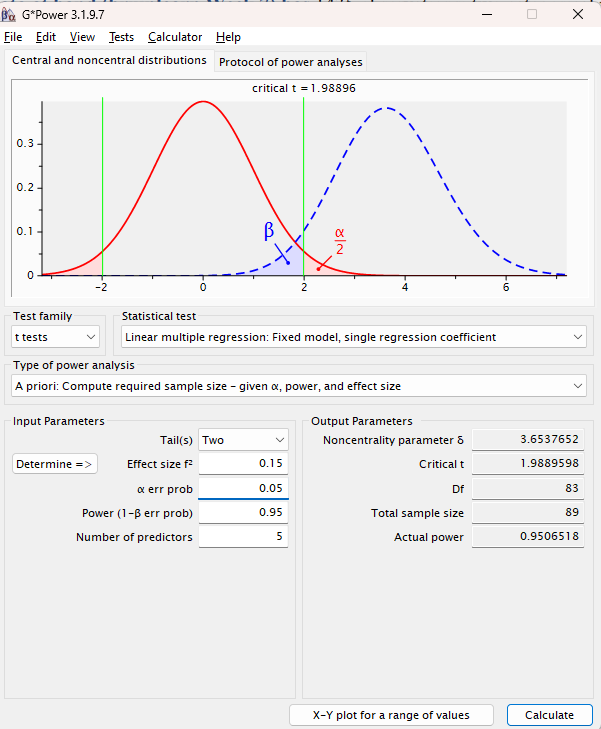 G*Power 3.1.9.7
File Edit View Tests Calculator Help
Central and noncentral distributions Protocol of power analyses
critical t = 1.98896
0.3
0.2
0.1
0
β
α
2
-2 0 2 4 6
Test family Statistical test
t tests Linear multiple regression: Fixed model, single regression coefficient
Type of power analysis
A priori: Compute required sample size – given α, power, and effect size
Input Parameters Output Parameters
Tail(s) Two Noncentrality parameter δ 3.6537652
Determine => Effect size f² 0.15 Critical t 1.9889598
α err prob 0.05 Df 83
Power (1-β err prob) 0.95 Total sample size 89
Number of predictors 5 Actual power 0.9506518
X-Y plot for a range of values Calculate